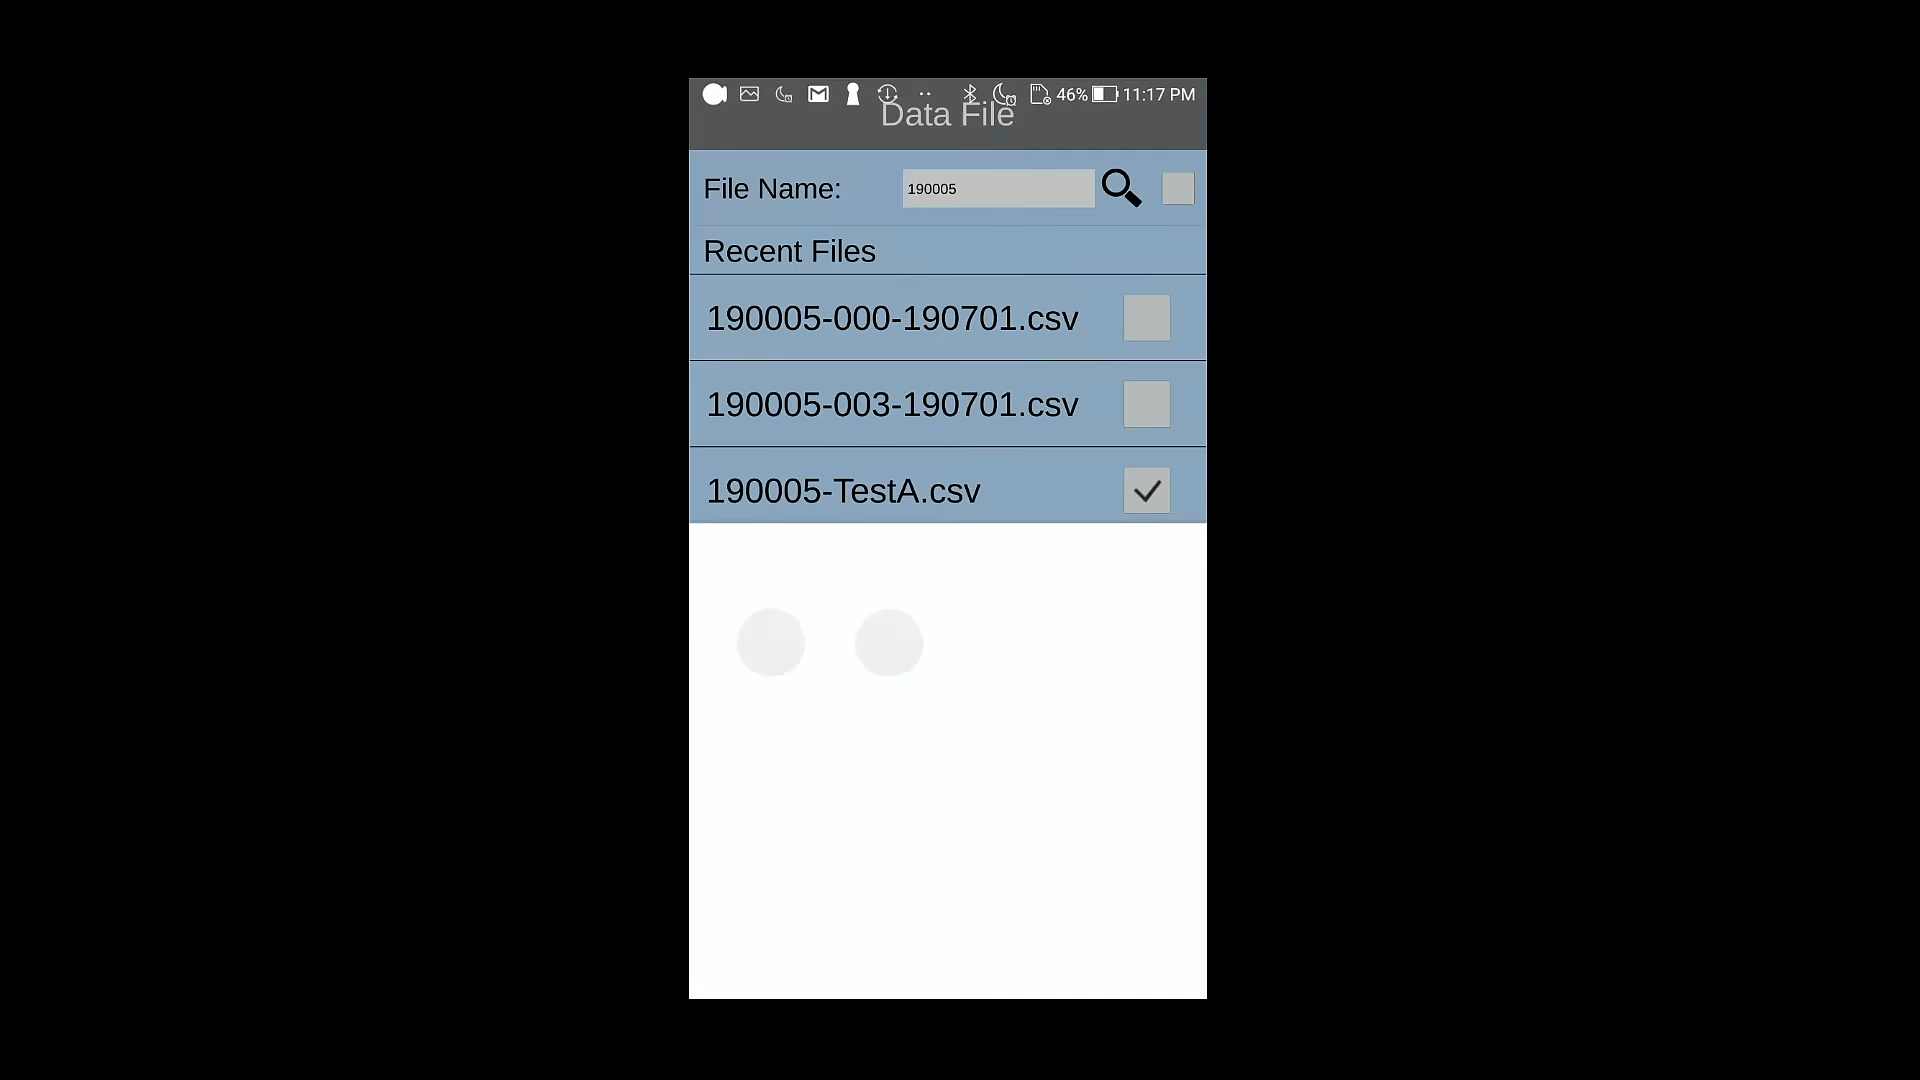 46% 11:17 PM
Data File
File Name: 190005
Recent Files
190005-000-190701.csv
190005-003-190701.csv
190005-TestA.csv